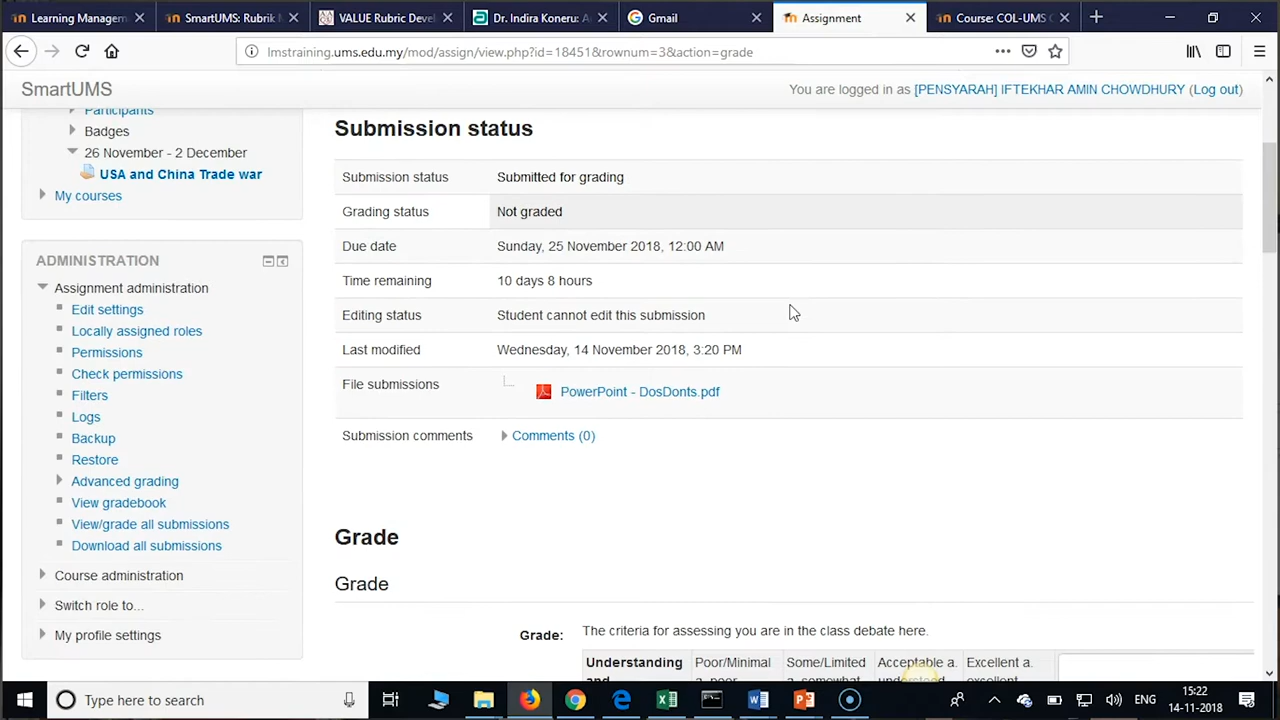 Learning Managem
SmartUMS: Rubrik M
VALUE Rubric Devel
Dr. Indira Koneru: A
Gmail
Assignment
Course: COL-UMS C
lmstraining.ums.edu.my/mod/assign/view.php?id=18451&rownum=3&action=grade
SmartUMS
You are logged in as [PENSYARAH] IFTEKHAR AMIN CHOWDHURY (Log out)
Participants
Badges
26 November - 2 December
USA and China Trade war
My courses
ADMINISTRATION
Assignment administration
Edit settings
Locally assigned roles
Permissions
Check permissions
Filters
Logs
Backup
Restore
Advanced grading
View gradebook
View/grade all submissions
Download all submissions
Course administration
Switch role to...
My profile settings
Submission status
Submission status Submitted for grading
Grading status Not graded
Due date Sunday, 25 November 2018, 12:00 AM
Time remaining 10 days 8 hours
Editing status Student cannot edit this submission
Last modified Wednesday, 14 November 2018, 3:20 PM
File submissions PowerPoint - DosDonts.pdf
Submission comments Comments (0)
Grade
Grade
Grade: The criteria for assessing you are in the class debate here.
Understanding Poor/Minimal Some/Limited Acceptable a. Excellent a.
and a. poor a. somewhat understand excellent
Type here to search
ENG
15:22
14-11-2018